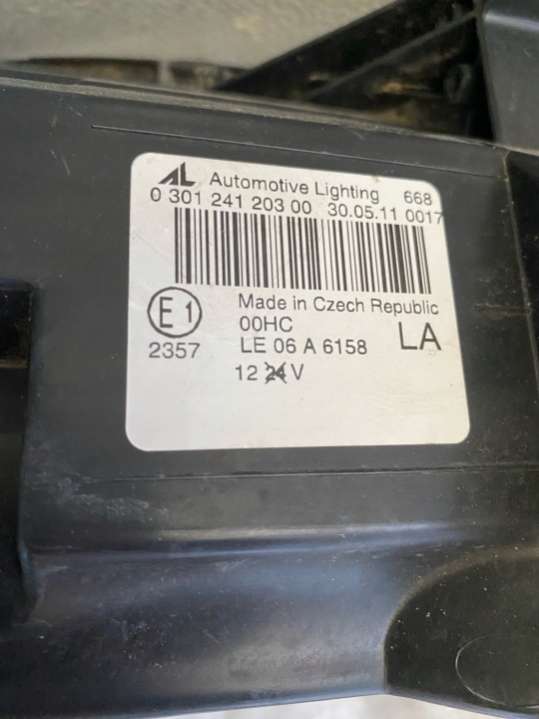 AL Automotive Lighting 668
0 301 241 203 00 30.05.11 0017
Made in Czech Republic
E1 00HC LA
2357 LE 06 A 6158
12 24 V